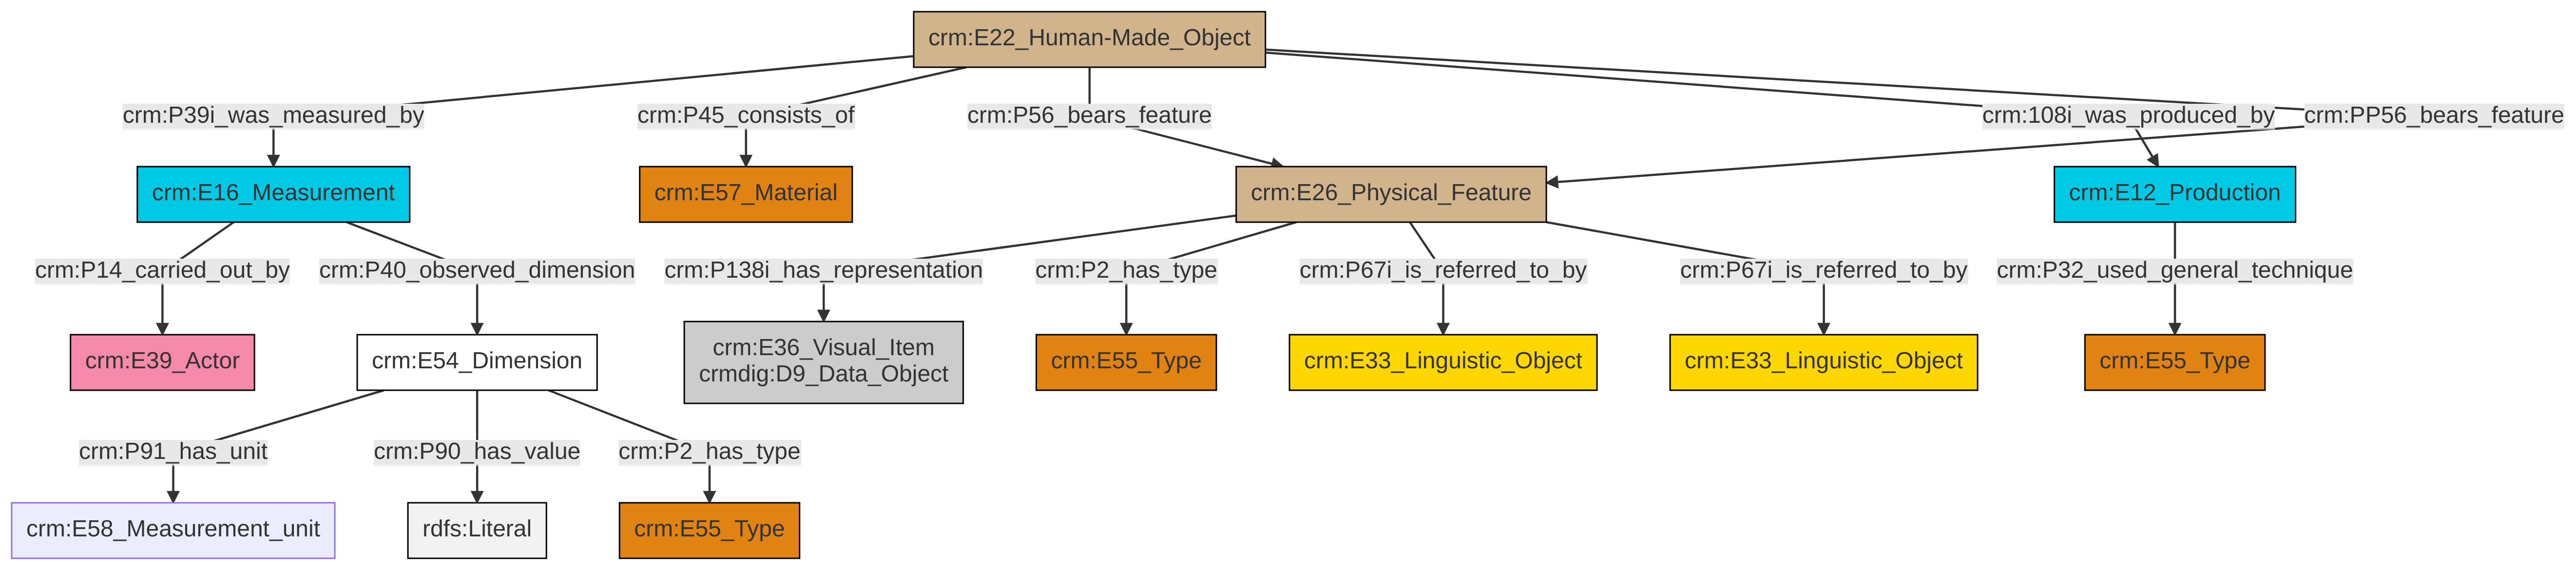 crm:E22_Human-Made_Object
crm:P39i_was_measured_by
crm:P45_consists_of
crm:P56_bears_feature
crm:108i_was_produced_by
crm:PP56_bears_feature
crm:E16_Measurement
crm:E57_Material
crm:E26_Physical_Feature
crm:E12_Production
crm:P14_carried_out_by
crm:P40_observed_dimension
crm:P138i_has_representation
crm:P2_has_type
crm:P67i_is_referred_to_by
crm:P67i_is_referred_to_by
crm:P32_used_general_technique
crm:E39_Actor
crm:E54_Dimension
crm:E36_Visual_Item
crmdig:D9_Data_Object
crm:E55_Type
crm:E33_Linguistic_Object
crm:E33_Linguistic_Object
crm:E55_Type
crm:P91_has_unit
crm:P90_has_value
crm:P2_has_type
crm:E58_Measurement_unit
rdfs:Literal
crm:E55_Type